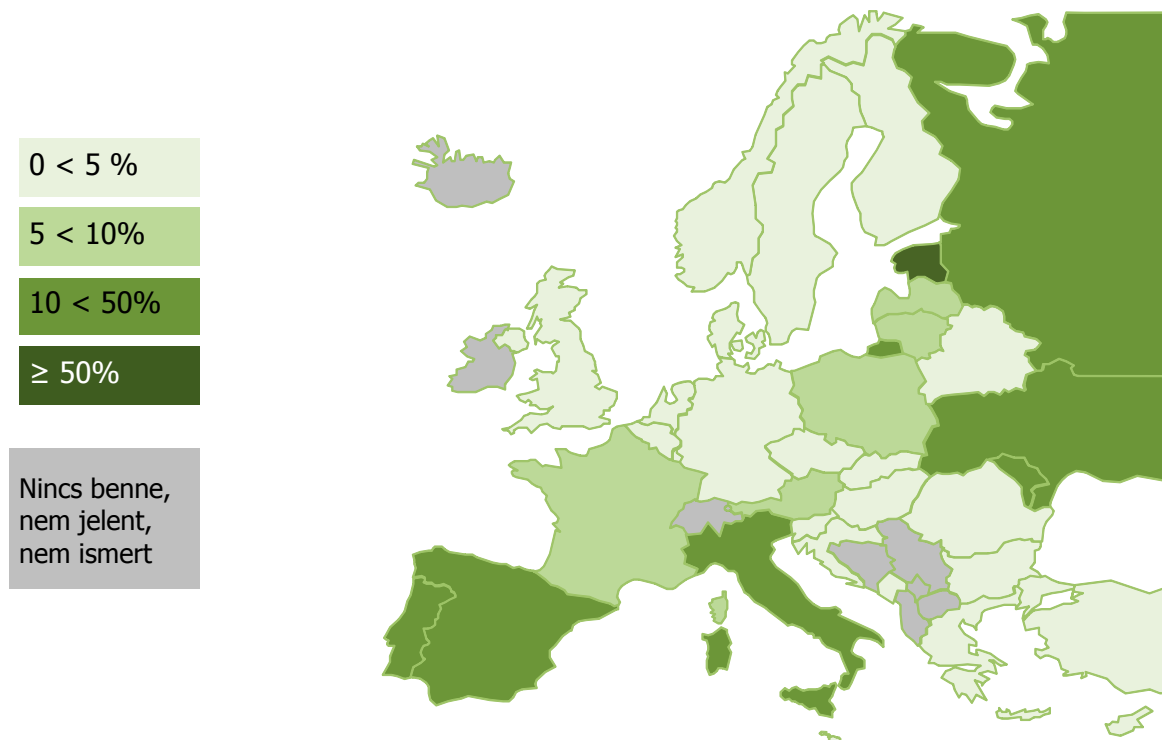 0 < 5 %
5 < 10%
10 < 50%
≥ 50%
Nincs benne,
nem jelent,
nem ismert